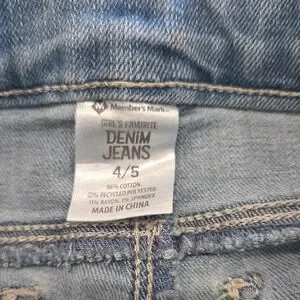 M Member's Mark™
GIRL'S FAVORITE
DENIM
JEANS
4/5
66% COTTON
22% RECYCLED POLYESTER
11% RAYON, 1% SPANDEX
MADE IN CHINA